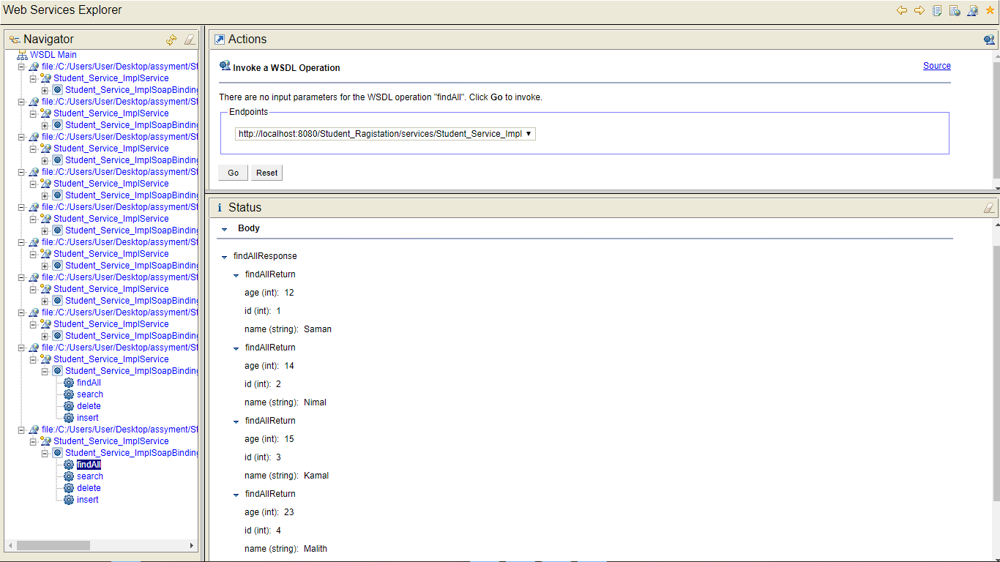 Web Services Explorer
Navigator
WSDL Main
file:/C:/Users/User/Desktop/assyment/St
Student_Service_ImplService
Student_Service_ImplSoapBinding
file:/C:/Users/User/Desktop/assyment/St
Student_Service_ImplService
Student_Service_ImplSoapBinding
file:/C:/Users/User/Desktop/assyment/St
Student_Service_ImplService
Student_Service_ImplSoapBinding
file:/C:/Users/User/Desktop/assyment/St
Student_Service_ImplService
Student_Service_ImplSoapBinding
file:/C:/Users/User/Desktop/assyment/St
Student_Service_ImplService
Student_Service_ImplSoapBinding
file:/C:/Users/User/Desktop/assyment/St
Student_Service_ImplService
Student_Service_ImplSoapBinding
file:/C:/Users/User/Desktop/assyment/St
Student_Service_ImplService
Student_Service_ImplSoapBinding
file:/C:/Users/User/Desktop/assyment/St
Student_Service_ImplService
Student_Service_ImplSoapBinding
file:/C:/Users/User/Desktop/assyment/St
Student_Service_ImplService
Student_Service_ImplSoapBinding
findAll
search
delete
insert
file:/C:/Users/User/Desktop/assyment/St
Student_Service_ImplService
Student_Service_ImplSoapBinding
findAll
search
delete
insert
Actions
Invoke a WSDL Operation
Source
There are no input parameters for the WSDL operation "findAll". Click Go to invoke.
Endpoints
http://localhost:8080/Student_Ragistation/services/Student_Service_Impl
Go Reset
i Status
Body
findAllResponse
findAllReturn
age (int): 12
id (int): 1
name (string): Saman
findAllReturn
age (int): 14
id (int): 2
name (string): Nimal
findAllReturn
age (int): 15
id (int): 3
name (string): Kamal
findAllReturn
age (int): 23
id (int): 4
name (string): Malith